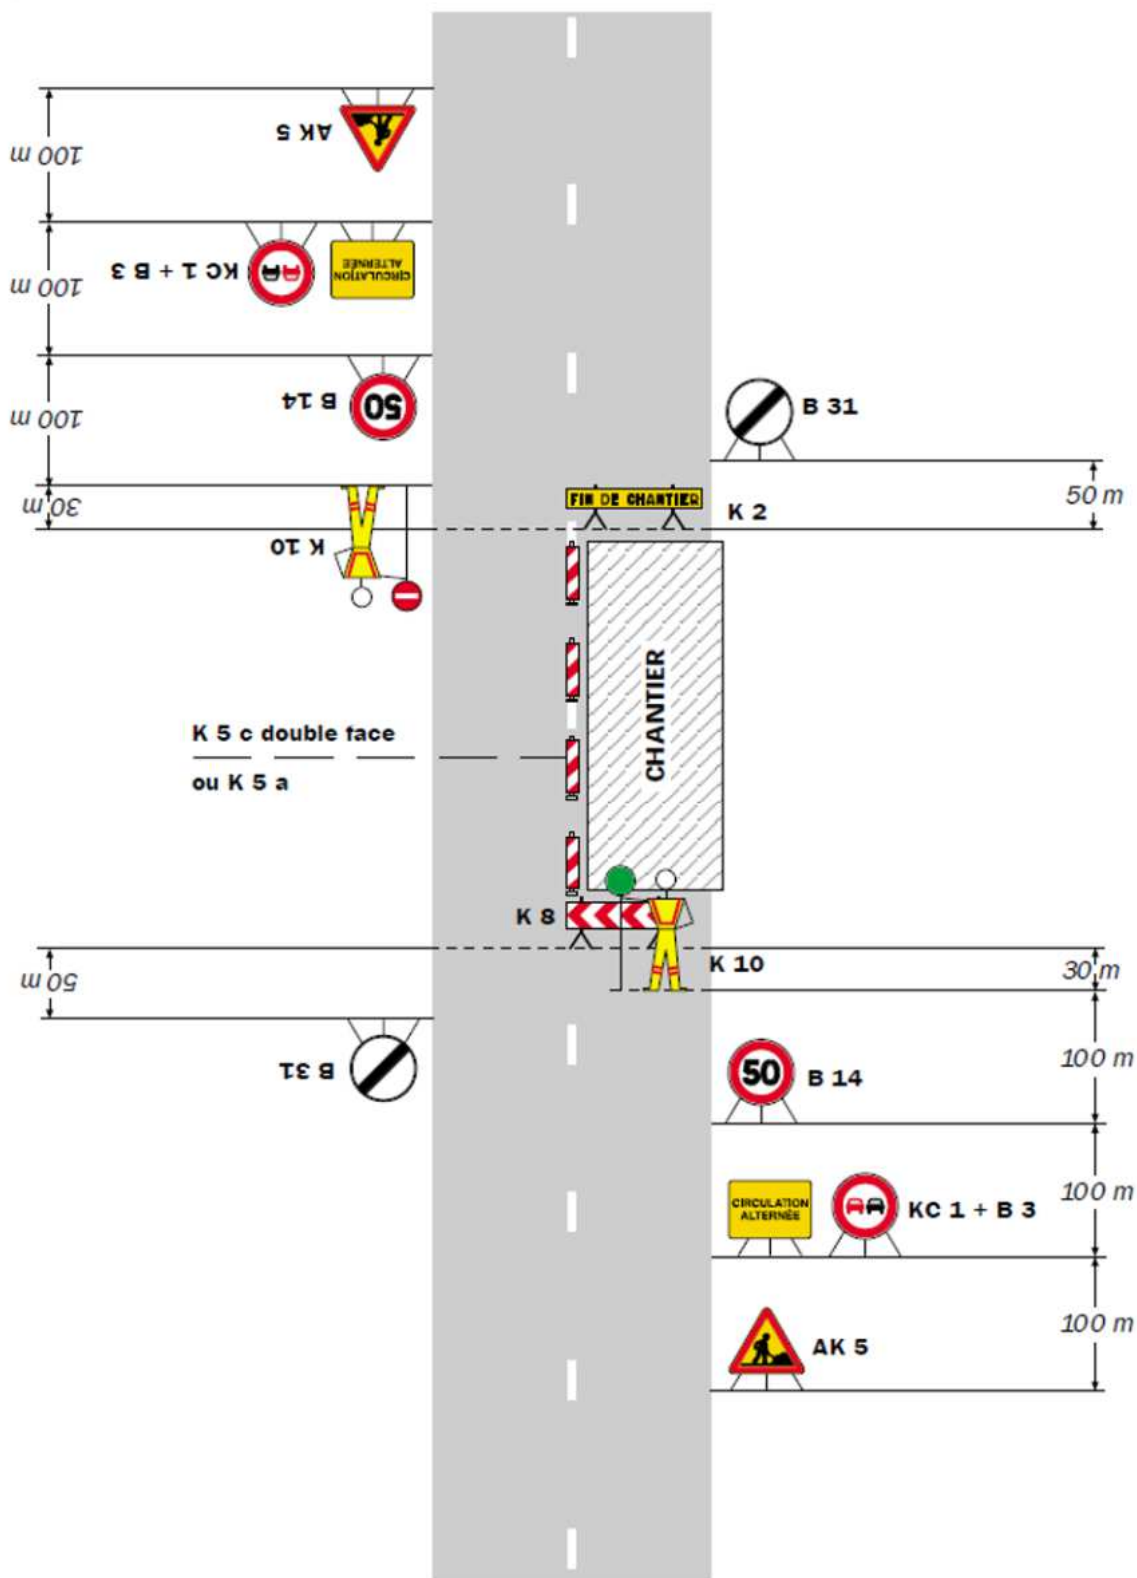 100 m
AK 5
100 m
KC 1 + B 3
CIRCULATION
ALTERNÉE
100 m
B 14
50
B 31
50 m
30 m
K 10
FIN DE CHANTIER
K 2
CHANTIER
K 5 c double face
ou K 5 a
K 8
K 10
30 m
50 m
B 31
50
B 14
100 m
CIRCULATION
ALTERNÉE
KC 1 + B 3
100 m
AK 5
100 m